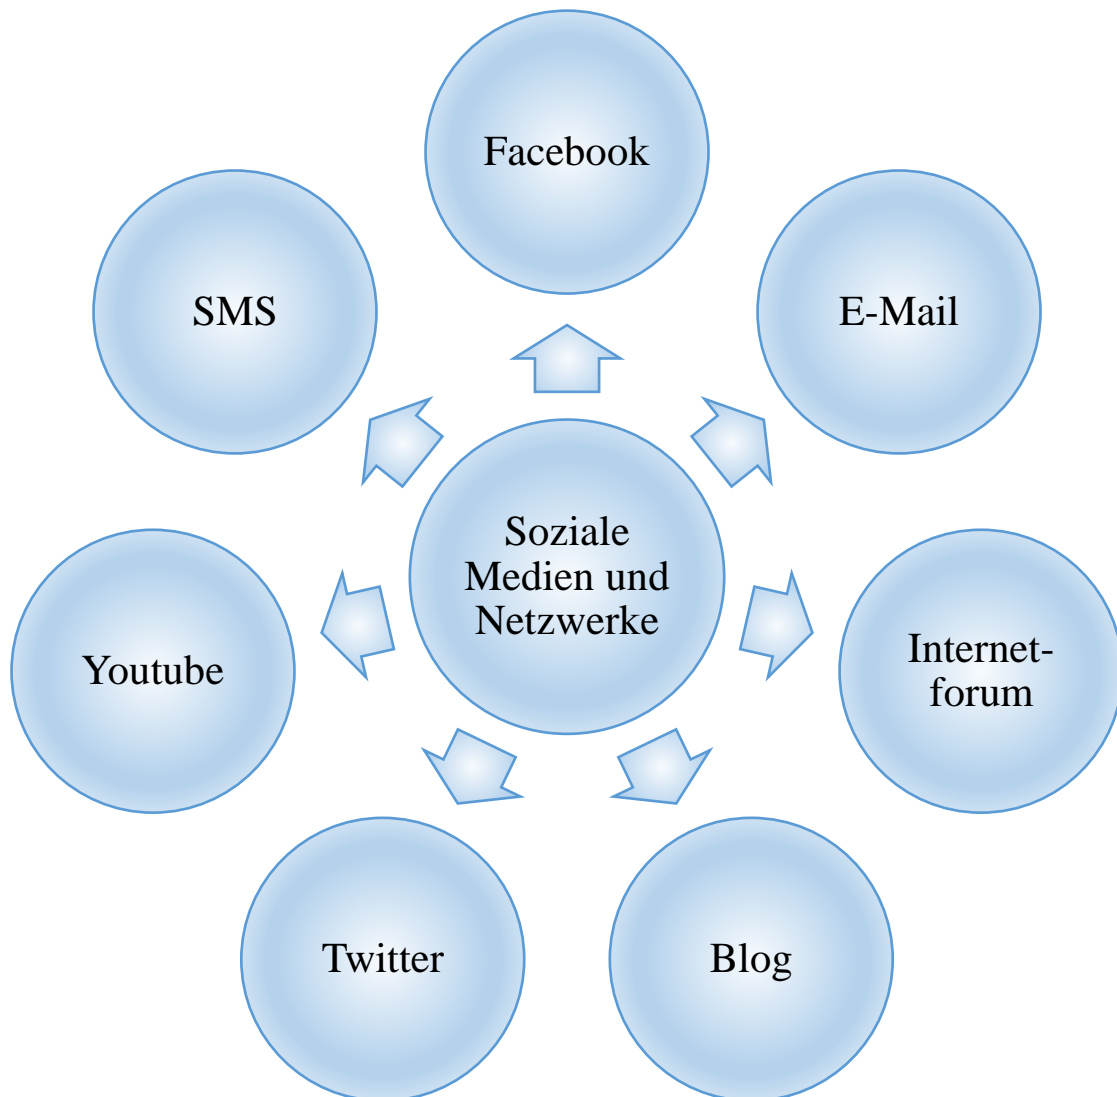 Facebook
SMS
E-Mail
Soziale
Medien und
Netzwerke
Youtube
Internet-
forum
Twitter
Blog